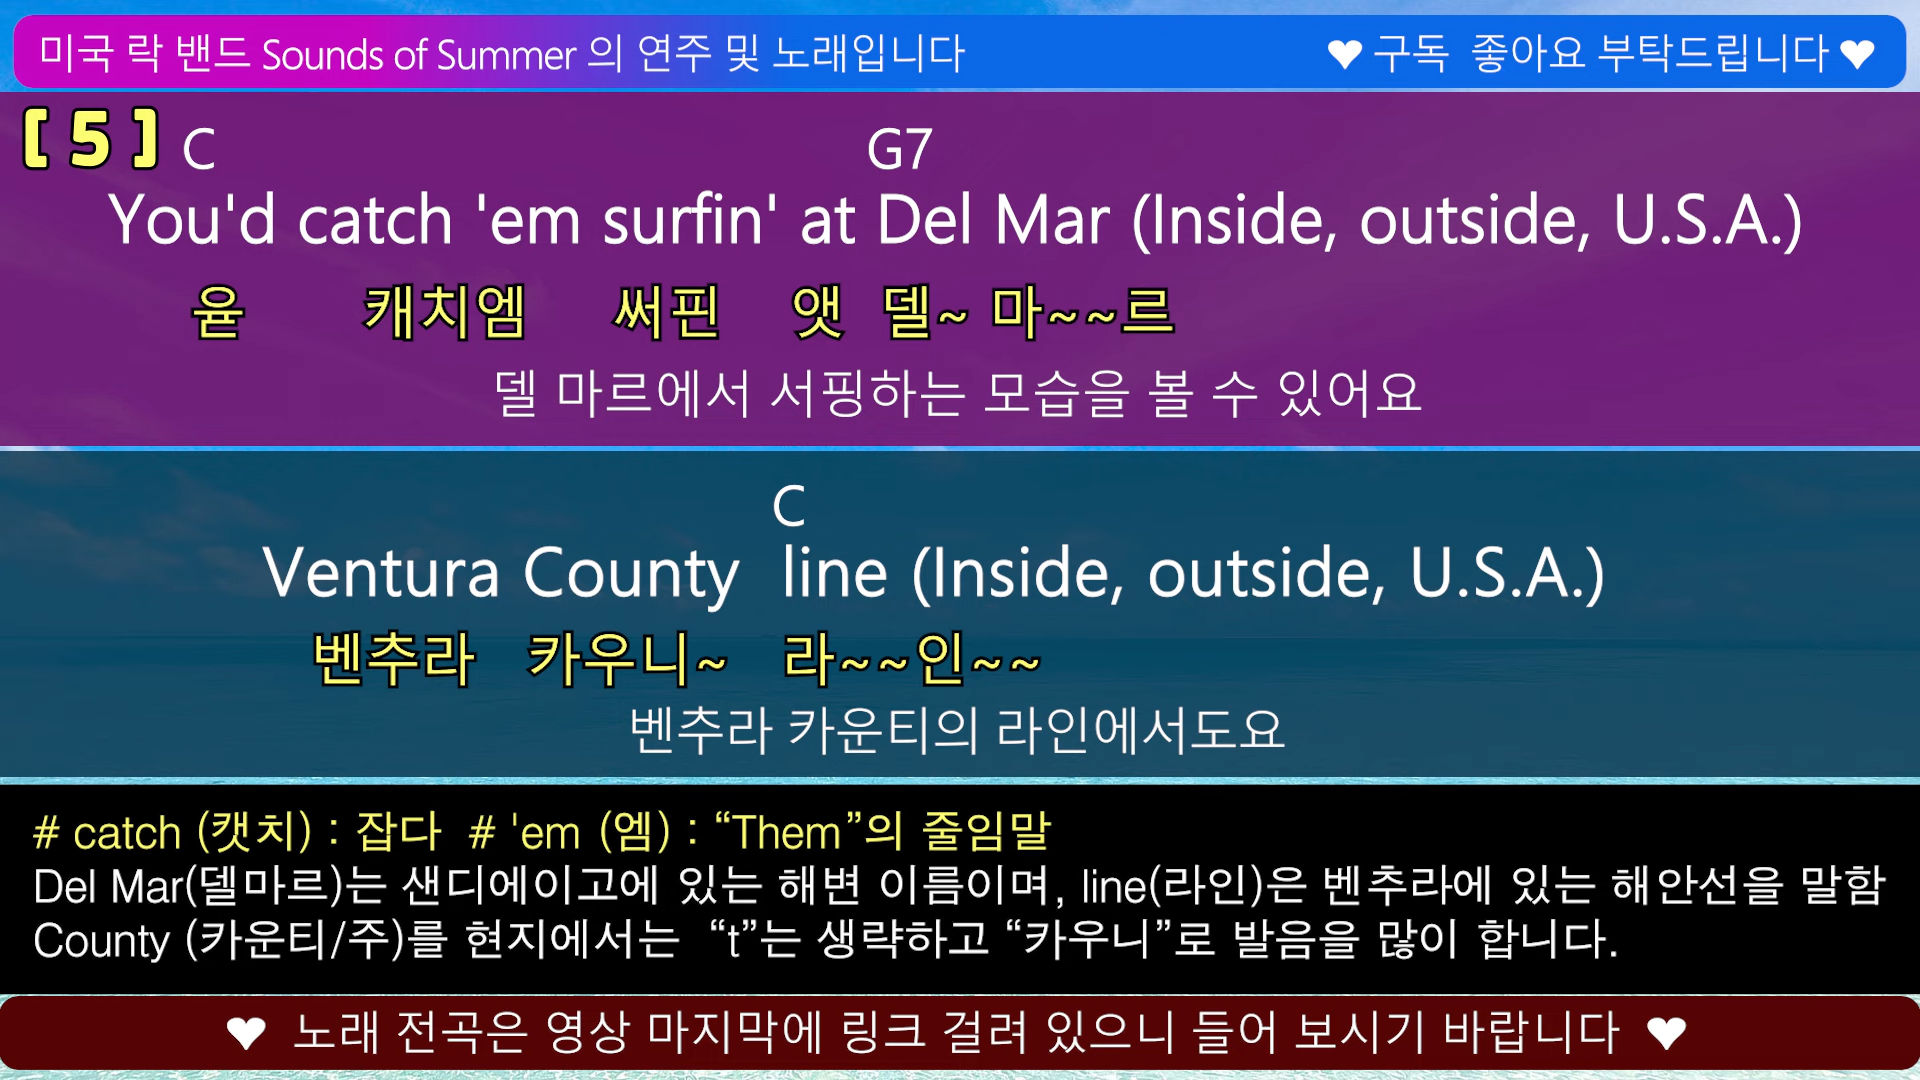 미국 락 밴드 Sounds of Summer 의 연주 및 노래입니다
♥ 구독 좋아요 부탁드립니다 ♥
[ 5 ] C G7
You'd catch 'em surfin' at Del Mar (Inside, outside, U.S.A.)
윧 캐치엠 써핀 앳 델~ 마~~르
델 마르에서 서핑하는 모습을 볼 수 있어요
C
Ventura County line (Inside, outside, U.S.A.)
벤추라 카우니~ 라~~인~~
벤추라 카운티의 라인에서도요
# catch (캣치) : 잡다 # 'em (엠) : “Them”의 줄임말
Del Mar(델마르)는 샌디에이고에 있는 해변 이름이며, line(라인)은 벤추라에 있는 해안선을 말함
County (카운티/주)를 현지에서는 “t”는 생략하고 “카우니”로 발음을 많이 합니다.
♥ 노래 전곡은 영상 마지막에 링크 걸려 있으니 들어 보시기 바랍니다 ♥